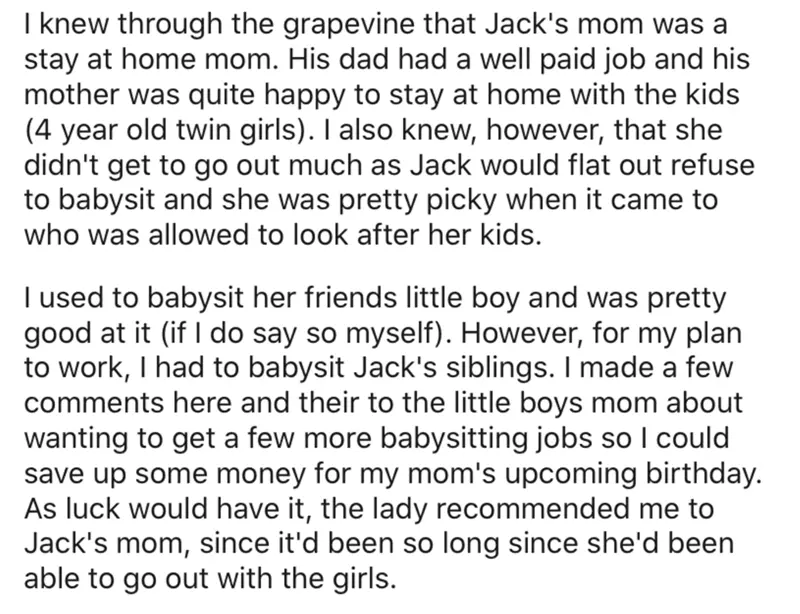 I knew through the grapevine that Jack's mom was a
stay at home mom. His dad had a well paid job and his
mother was quite happy to stay at home with the kids
(4 year old twin girls). I also knew, however, that she
didn't get to go out much as Jack would flat out refuse
to babysit and she was pretty picky when it came to
who was allowed to look after her kids.

I used to babysit her friends little boy and was pretty
good at it (if I do say so myself). However, for my plan
to work, I had to babysit Jack's siblings. I made a few
comments here and their to the little boys mom about
wanting to get a few more babysitting jobs so I could
save up some money for my mom's upcoming birthday.
As luck would have it, the lady recommended me to
Jack's mom, since it'd been so long since she'd been
able to go out with the girls.